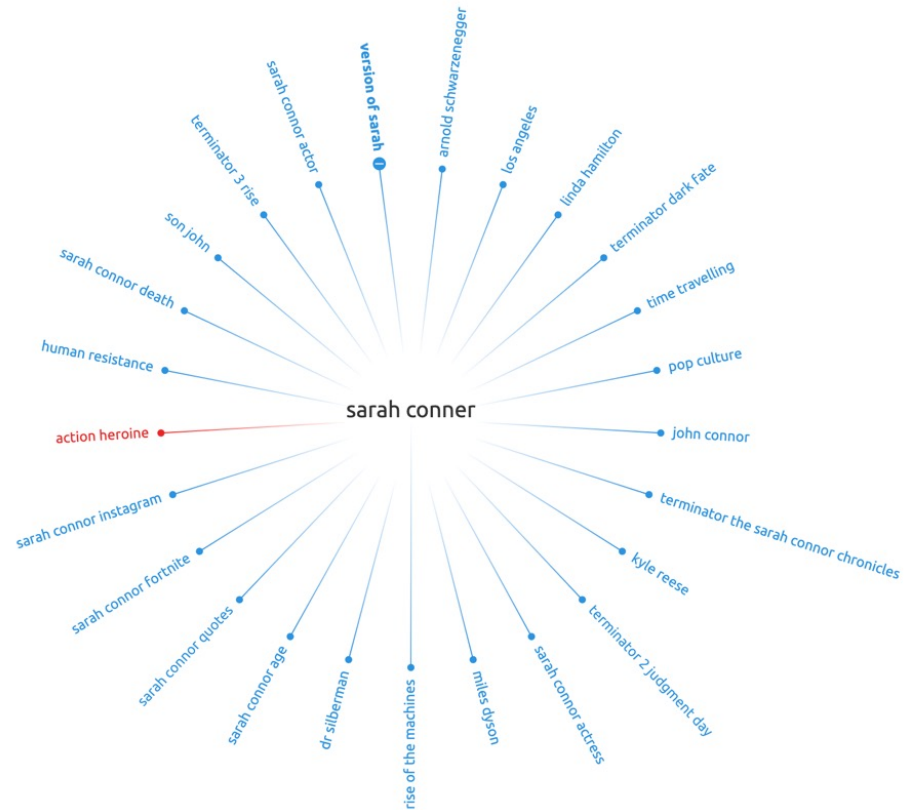 version of sarah
arnold schwarzenegger
los angeles
linda hamilton
terminator dark fate
time travelling
pop culture
john connor
terminator the sarah connor chronicles
kyle reese
terminator 2 judgment day
sarah connor actress
miles dyson
rise of the machines
dr silberman
sarah connor age
sarah connor quotes
sarah connor fortnite
sarah connor instagram
action heroine
human resistance
sarah connor death
son john
terminator 3 rise
sarah connor actor
sarah conner